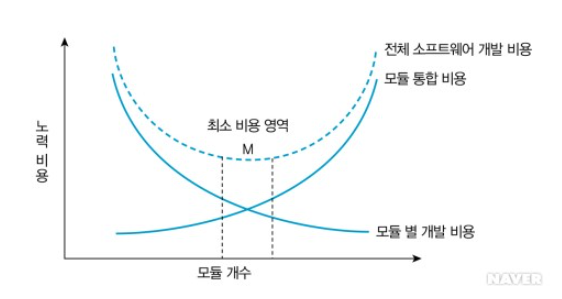 전체 소프트웨어 개발 비용
모듈 통합 비용
최소 비용 영역
M
노력 비용
모듈 별 개발 비용
모듈 개수
NAVER